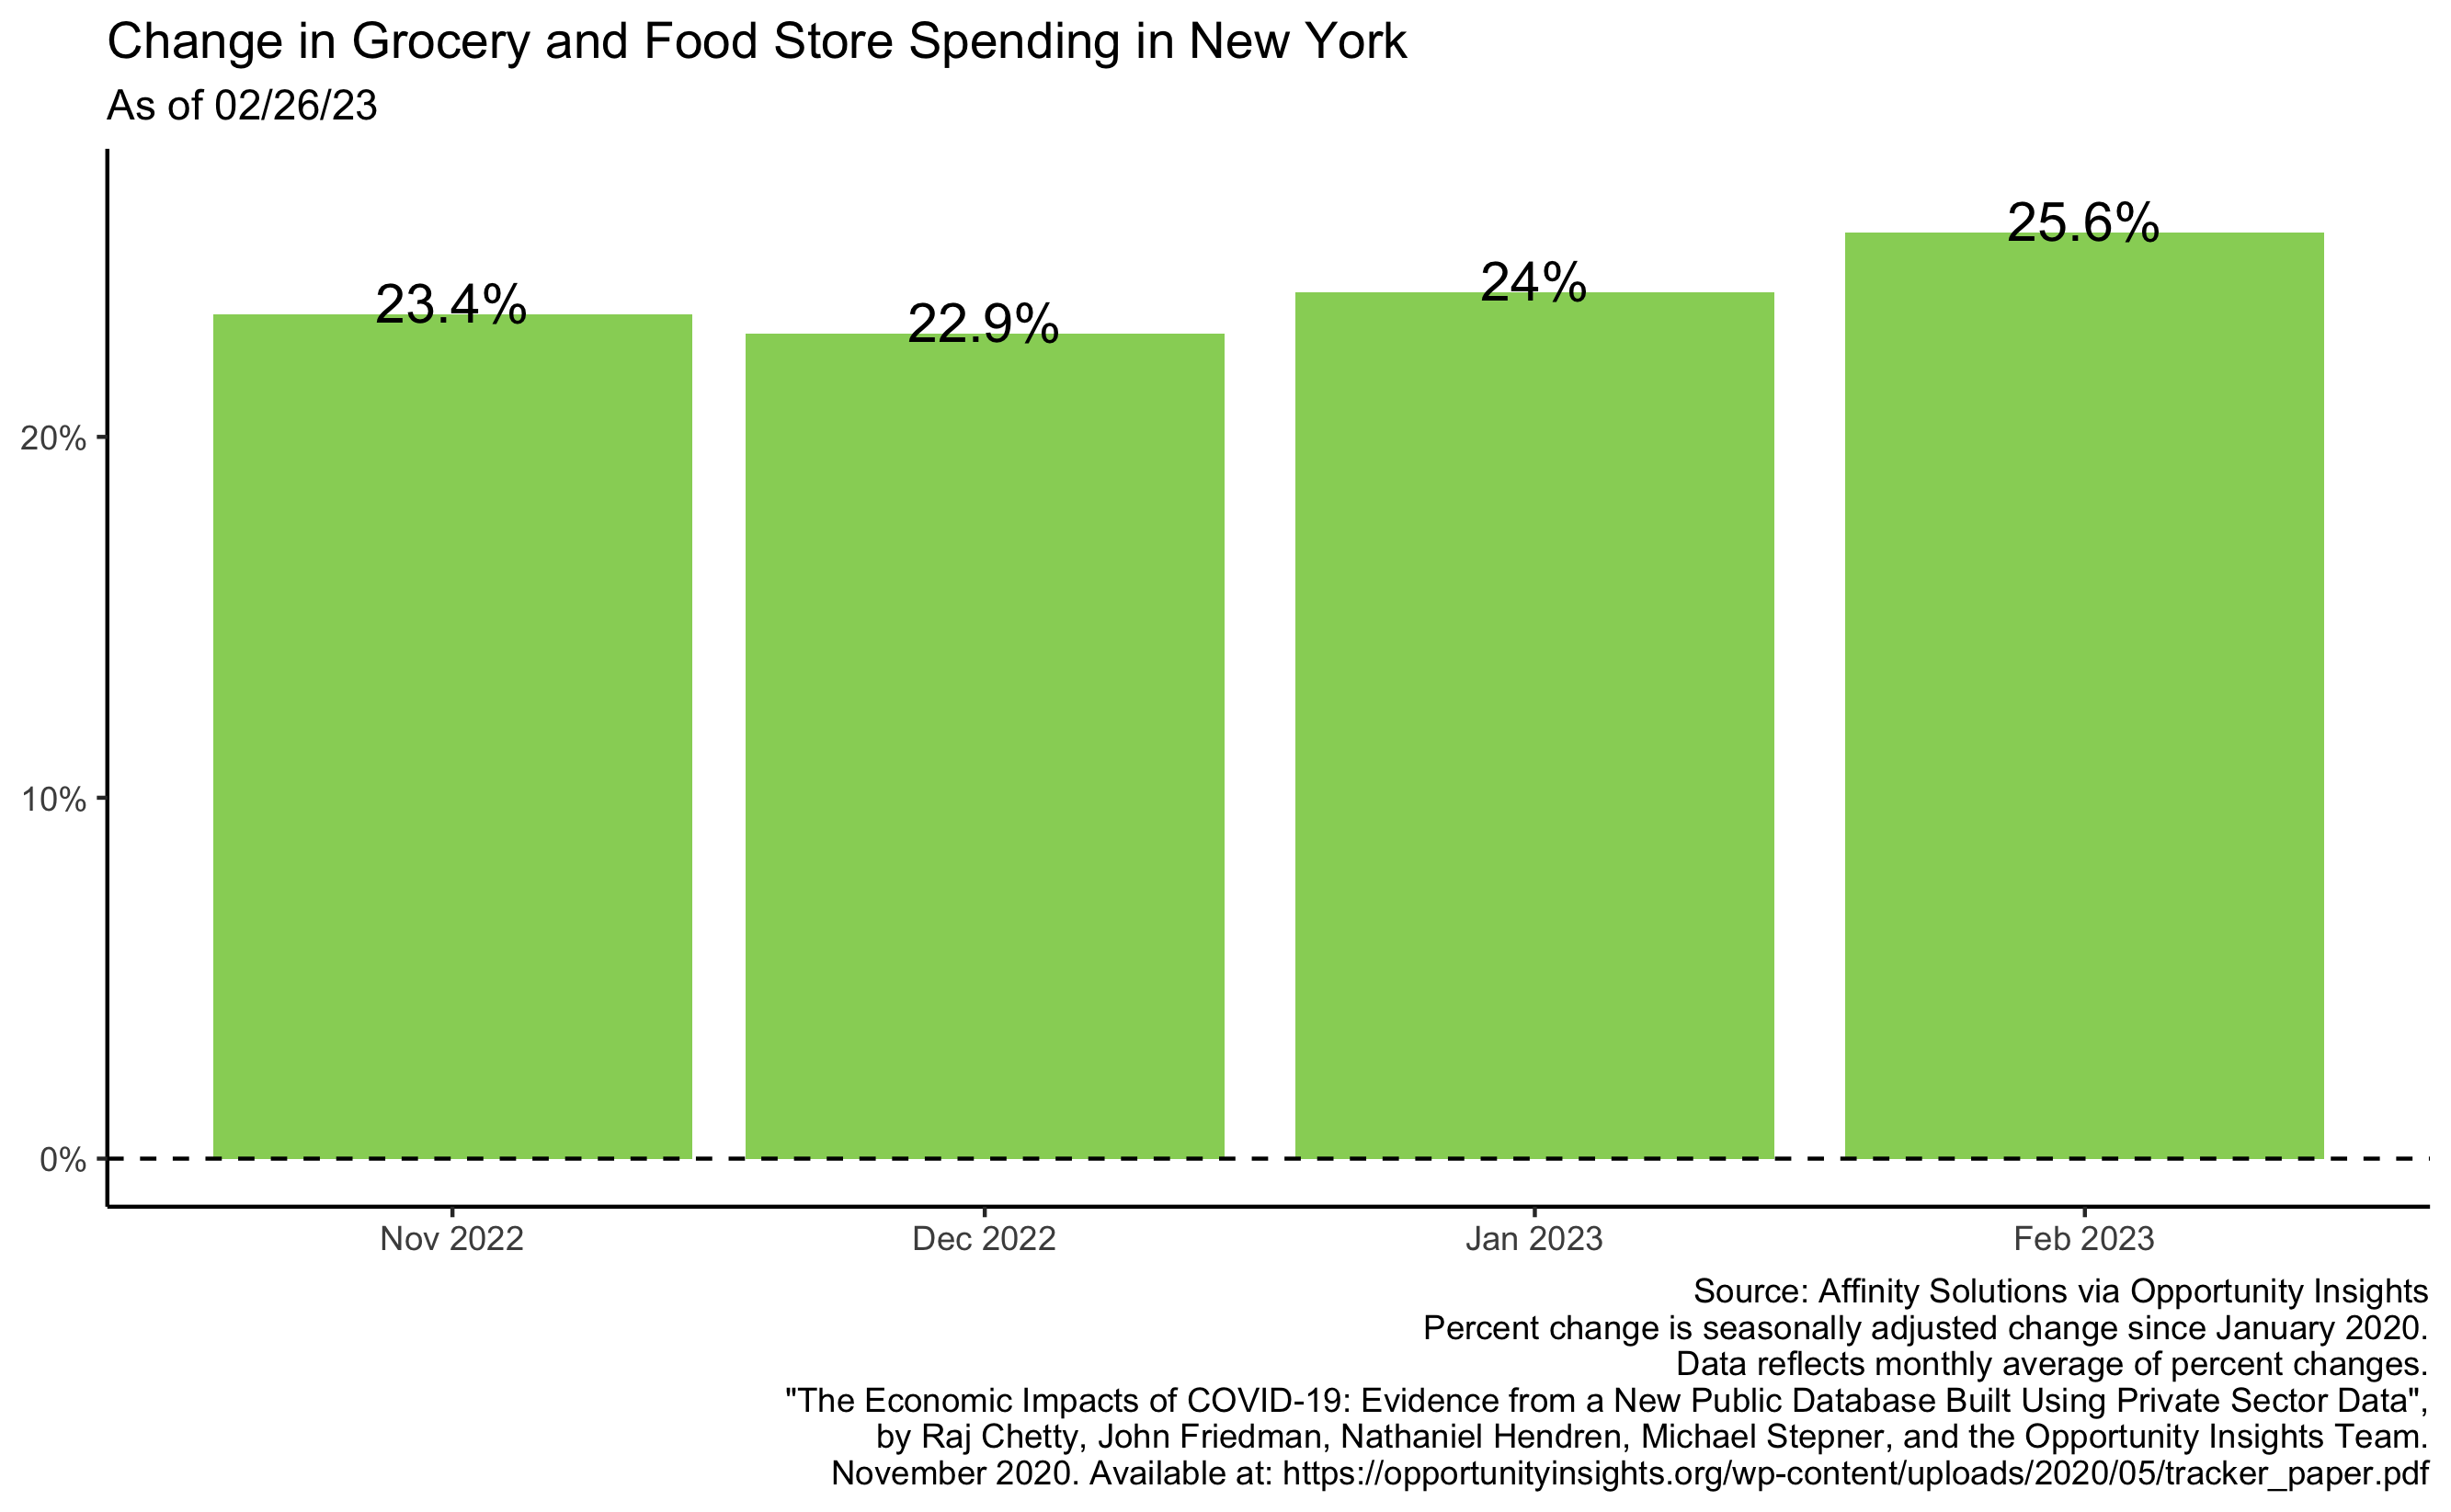 Change in Grocery and Food Store Spending in New York
As of 02/26/23
23.4%
22.9%
24%
25.6%
20%
10%
0%
Nov 2022
Dec 2022
Jan 2023
Feb 2023
Source: Affinity Solutions via Opportunity Insights
Percent change is seasonally adjusted change since January 2020.
Data reflects monthly average of percent changes.
"The Economic Impacts of COVID-19: Evidence from a New Public Database Built Using Private Sector Data",
by Raj Chetty, John Friedman, Nathaniel Hendren, Michael Stepner, and the Opportunity Insights Team.
November 2020. Available at: https://opportunityinsights.org/wp-content/uploads/2020/05/tracker_paper.pdf